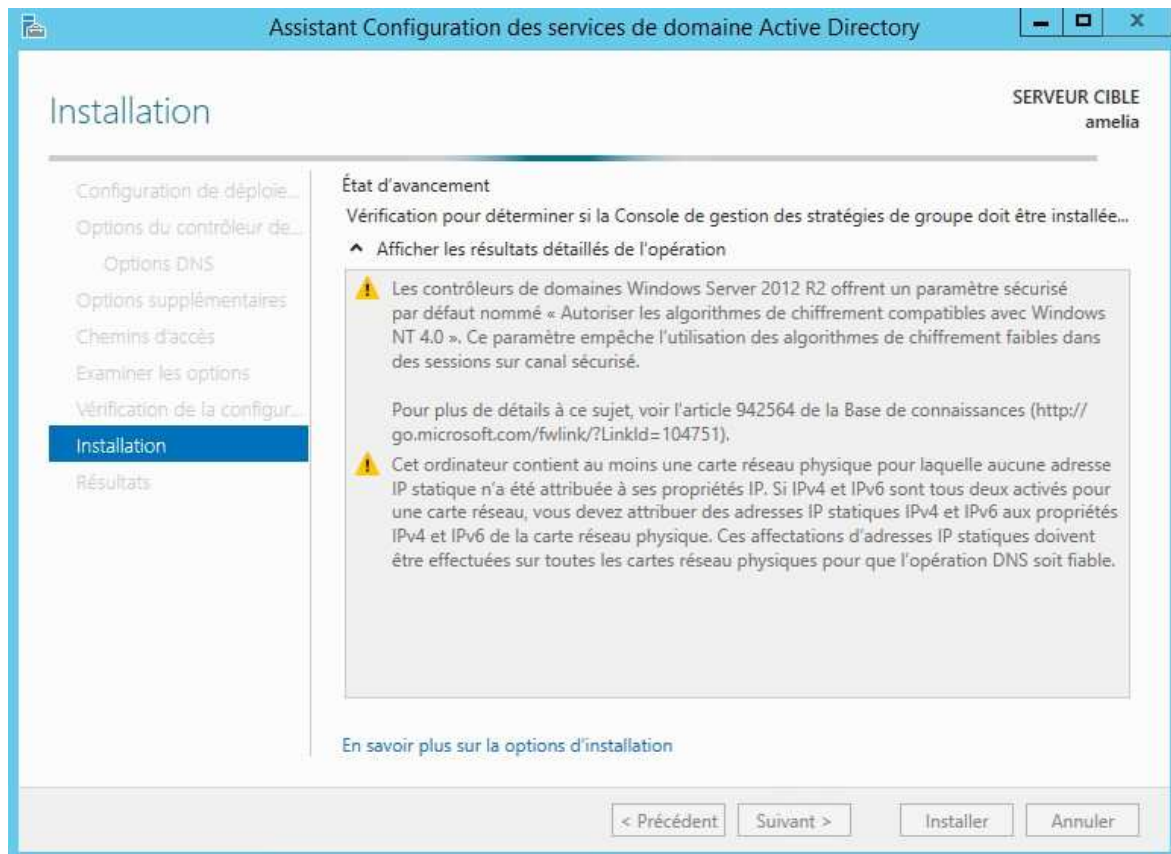 Assistant Configuration des services de domaine Active Directory
Installation
SERVEUR CIBLE
amelia
Configuration de déploie...
Options du contrôleur de...
Options DNS
Options supplémentaires
Chemins d'accès
Examiner les options
Vérification de la configur...
Installation
Résultats
État d'avancement
Vérification pour déterminer si la Console de gestion des stratégies de groupe doit être installée...
Afficher les résultats détaillés de l'opération
Les contrôleurs de domaines Windows Server 2012 R2 offrent un paramètre sécurisé
par défaut nommé « Autoriser les algorithmes de chiffrement compatibles avec Windows
NT 4.0 ». Ce paramètre empêche l'utilisation des algorithmes de chiffrement faibles dans
des sessions sur canal sécurisé.
Pour plus de détails à ce sujet, voir l'article 942564 de la Base de connaissances (http://
go.microsoft.com/fwlink/?LinkId=104751).
Cet ordinateur contient au moins une carte réseau physique pour laquelle aucune adresse
IP statique n'a été attribuée à ses propriétés IP. Si IPv4 et IPv6 sont tous deux activés pour
une carte réseau, vous devez attribuer des adresses IP statiques IPv4 et IPv6 aux propriétés
IPv4 et IPv6 de la carte réseau physique. Ces affectations d'adresses IP statiques doivent
être effectuées sur toutes les cartes réseau physiques pour que l'opération DNS soit fiable.
En savoir plus sur la options d'installation
< Précédent
Suivant >
Installer
Annuler